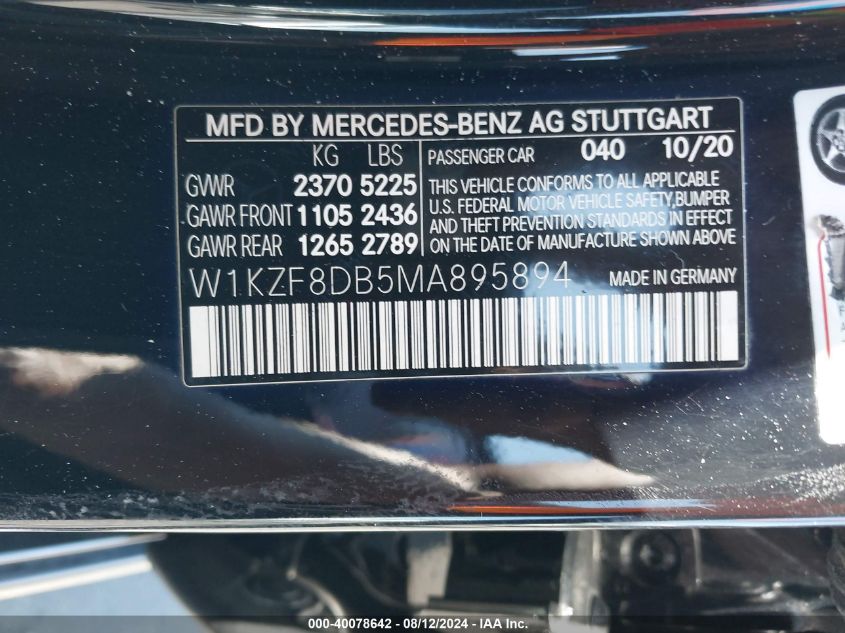 MFD BY MERCEDES-BENZ AG STUTTGART
KG LBS
GVWR 2370 5225
GAWR FRONT 1105 2436
GAWR REAR 1265 2789
PASSENGER CAR 040 10/20
THIS VEHICLE CONFORMS TO ALL APPLICABLE
U.S. FEDERAL MOTOR VEHICLE SAFETY,BUMPER
AND THEFT PREVENTION STANDARDS IN EFFECT
ON THE DATE OF MANUFACTURE SHOWN ABOVE
W1KZF8DB5MA895894 MADE IN GERMANY
000-40078642 - 08/12/2024 - IAA Inc.